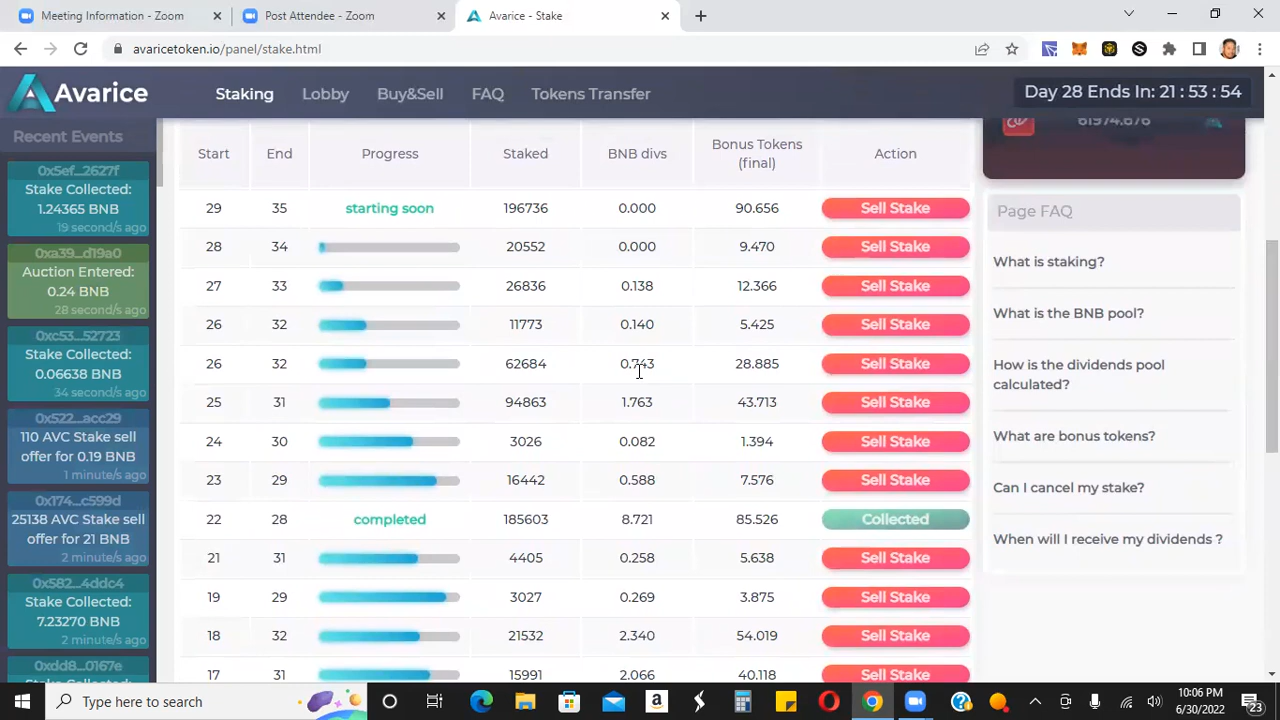 Meeting Information - Zoom
Post Attendee - Zoom
Avarice - Stake
avaricetoken.io/panel/stake.html
Avarice
Staking
Lobby
Buy&Sell
FAQ
Tokens Transfer
Day 28 Ends In: 21 : 53 : 54
Recent Events
0x5ef...2627f
Stake Collected:
1.24365 BNB
19 second/s ago
0xa39...d19a0
Auction Entered:
0.24 BNB
28 second/s ago
0xc53...52723
Stake Collected:
0.06638 BNB
34 second/s ago
0x522...acc29
110 AVC Stake sell
offer for 0.19 BNB
1 minute/s ago
0x174...c599d
25138 AVC Stake sell
offer for 21 BNB
2 minute/s ago
0x582...4ddc4
Stake Collected:
7.23270 BNB
2 minute/s ago
0xdd8...0167e
Start End Progress Staked BNB divs Bonus Tokens (final) Action
29 35 starting soon 196736 0.000 90.656 Sell Stake
28 34 20552 0.000 9.470 Sell Stake
27 33 26836 0.138 12.366 Sell Stake
26 32 11773 0.140 5.425 Sell Stake
26 32 62684 0.743 28.885 Sell Stake
25 31 94863 1.763 43.713 Sell Stake
24 30 3026 0.082 1.394 Sell Stake
23 29 16442 0.588 7.576 Sell Stake
22 28 completed 185603 8.721 85.526 Collected
21 31 4405 0.258 5.638 Sell Stake
19 29 3027 0.269 3.875 Sell Stake
18 32 21532 2.340 54.019 Sell Stake
17 31 15991 2.066 40.118 Sell Stake
61974.676
Page FAQ
What is staking?
What is the BNB pool?
How is the dividends pool
calculated?
What are bonus tokens?
Can I cancel my stake?
When will I receive my dividends ?
Type here to search
10:06 PM
6/30/2022
23